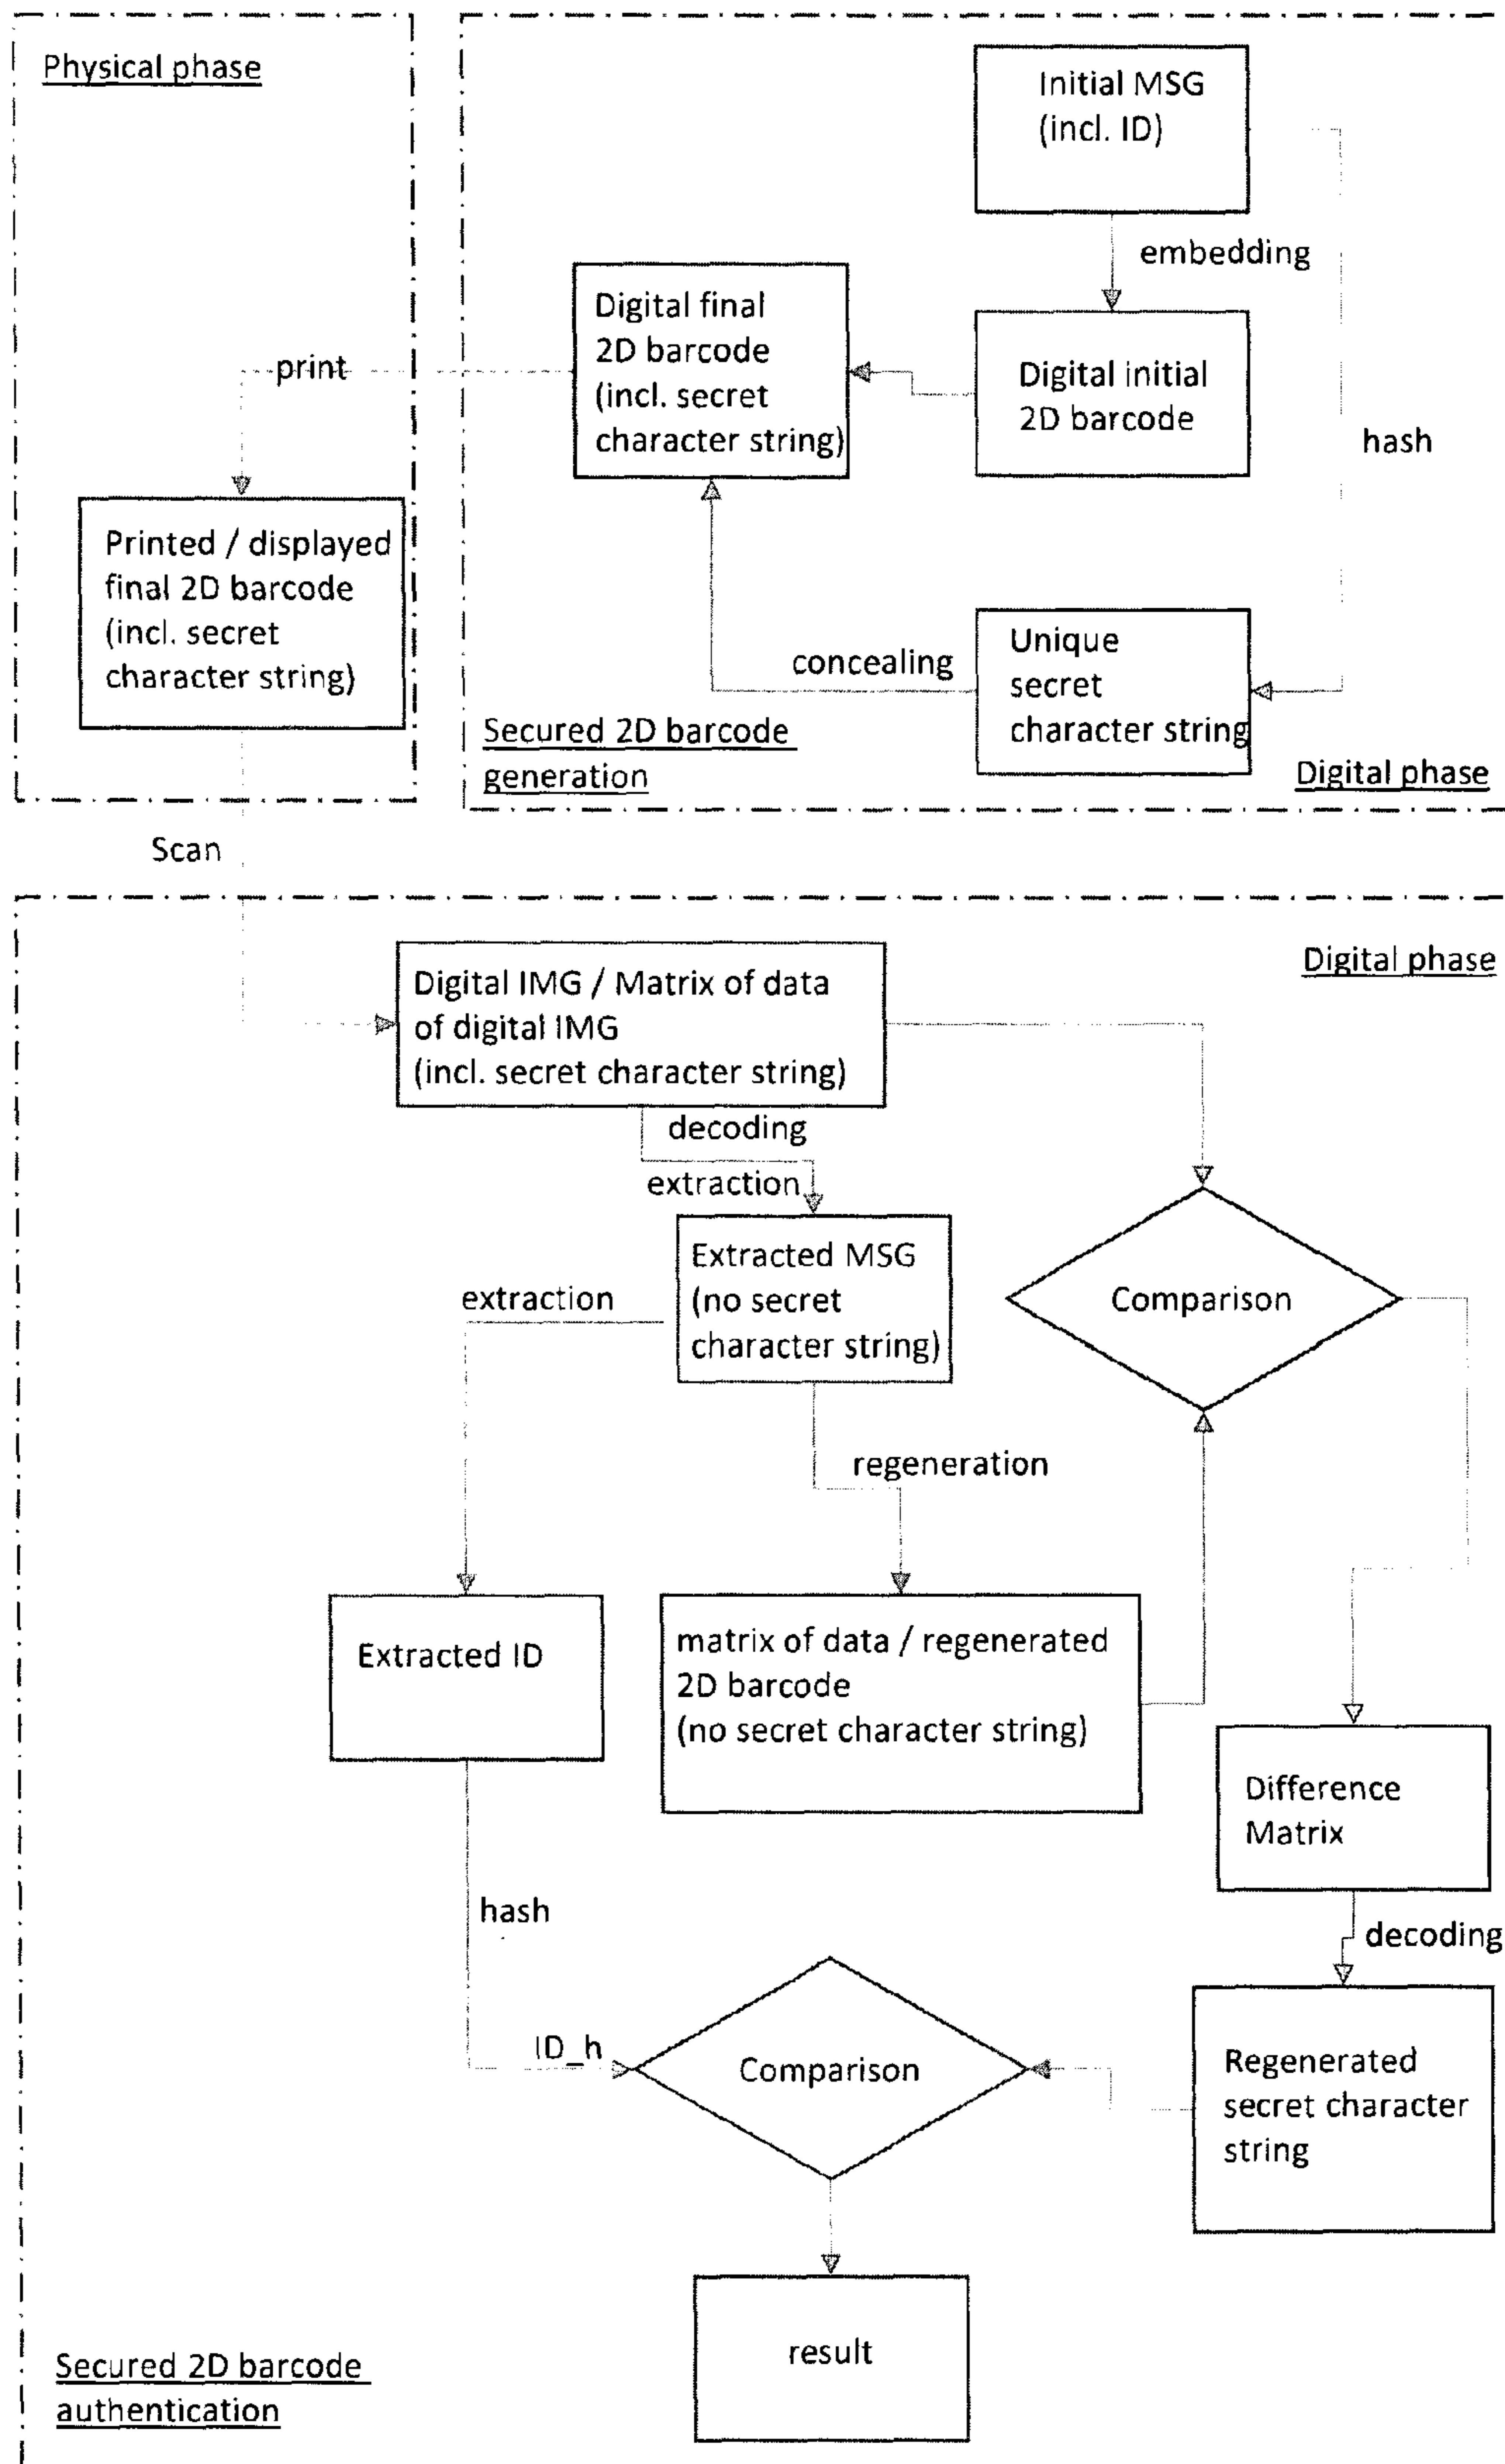 Physical phase
Initial MSG
(incl. ID)
embedding
Digital final
2D barcode
(incl. secret
character string)
print
Digital initial
2D barcode
hash
Printed / displayed
final 2D barcode
(incl. secret
character string)
Unique
secret
character string
concealing
Secured 2D barcode
generation
Digital phase
Scan
Digital phase
Digital IMG / Matrix of data
of digital IMG
(incl. secret character string)
decoding
extraction
Extracted MSG
(no secret
character string)
extraction
Comparison
regeneration
Extracted ID
matrix of data / regenerated
2D barcode
(no secret character string)
Difference
Matrix
hash
decoding
ID_h
Comparison
Regenerated
secret character
string
result
Secured 2D barcode
authentication